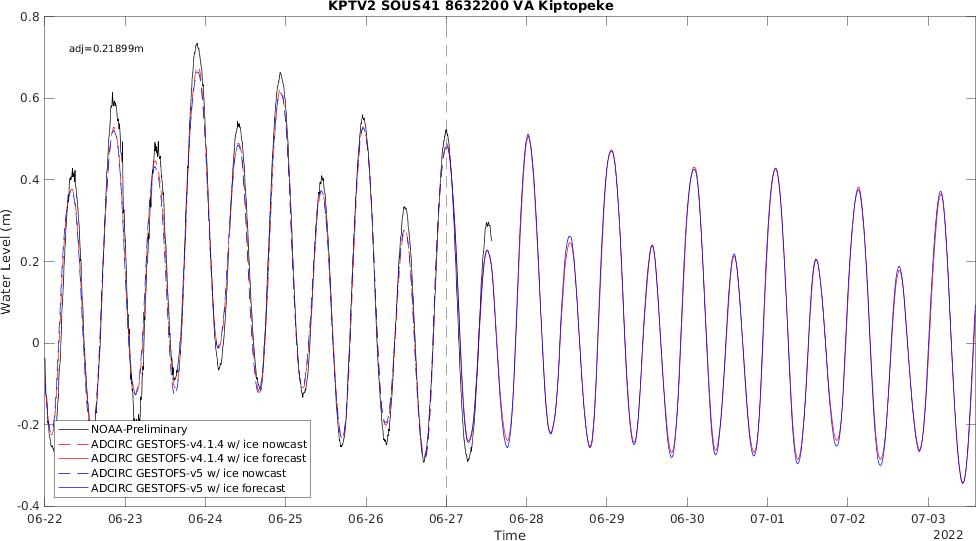 KPTV2 SOUS41 8632200 VA Kiptopeke
adj=0.21899m
0.8
0.6
0.4
0.2
0
-0.2
-0.4
Water Level (m)
NOAA-Preliminary
ADCIRC GESTOFS-v4.1.4 w/ ice nowcast
ADCIRC GESTOFS-v4.1.4 w/ ice forecast
ADCIRC GESTOFS-v5 w/ ice nowcast
ADCIRC GESTOFS-v5 w/ ice forecast
06-22 06-23 06-24 06-25 06-26 06-27 06-28 06-29 06-30 07-01 07-02 07-03
Time
2022